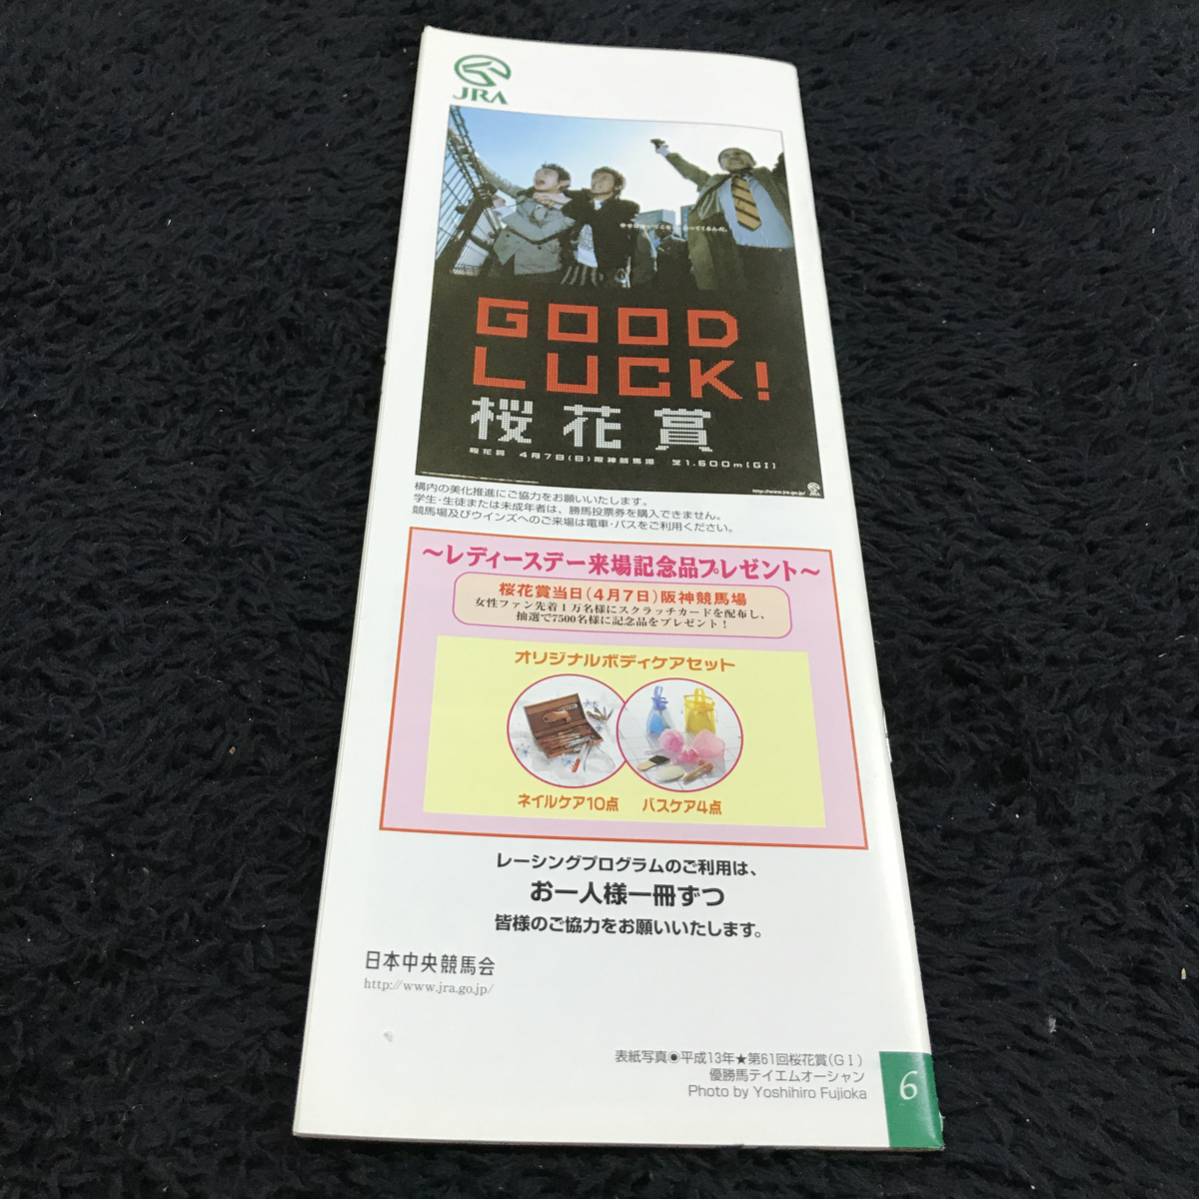 JRA
GOOD
LUCK!
桜花賞
桜花賞 4月7日(日)阪神競馬場 芝1,600m[GI]
http://www.jra.go.jp/
JRA
構内の美化推進にご協力をお願いいたします。
学生・生徒または未成年者は、勝馬投票券を購入できません。
競馬場及びウインズへのご来場は電車・バスをご利用ください。
～レディースデー来場記念品プレゼント～
桜花賞当日(4月7日)阪神競馬場
女性ファン先着1万名様にスクラッチカードを配布し、
抽選で7500名様に記念品をプレゼント!
オリジナルボディケアセット
ネイルケア10点 バスケア4点
レーシングプログラムのご利用は、
お一人様一冊ずつ
皆様のご協力をお願いいたします。
日本中央競馬会
http://www.jra.go.jp/
表紙写真◉平成13年★第61回桜花賞(GI)
優勝馬テイエムオーシャン
Photo by Yoshihiro Fujioka
6